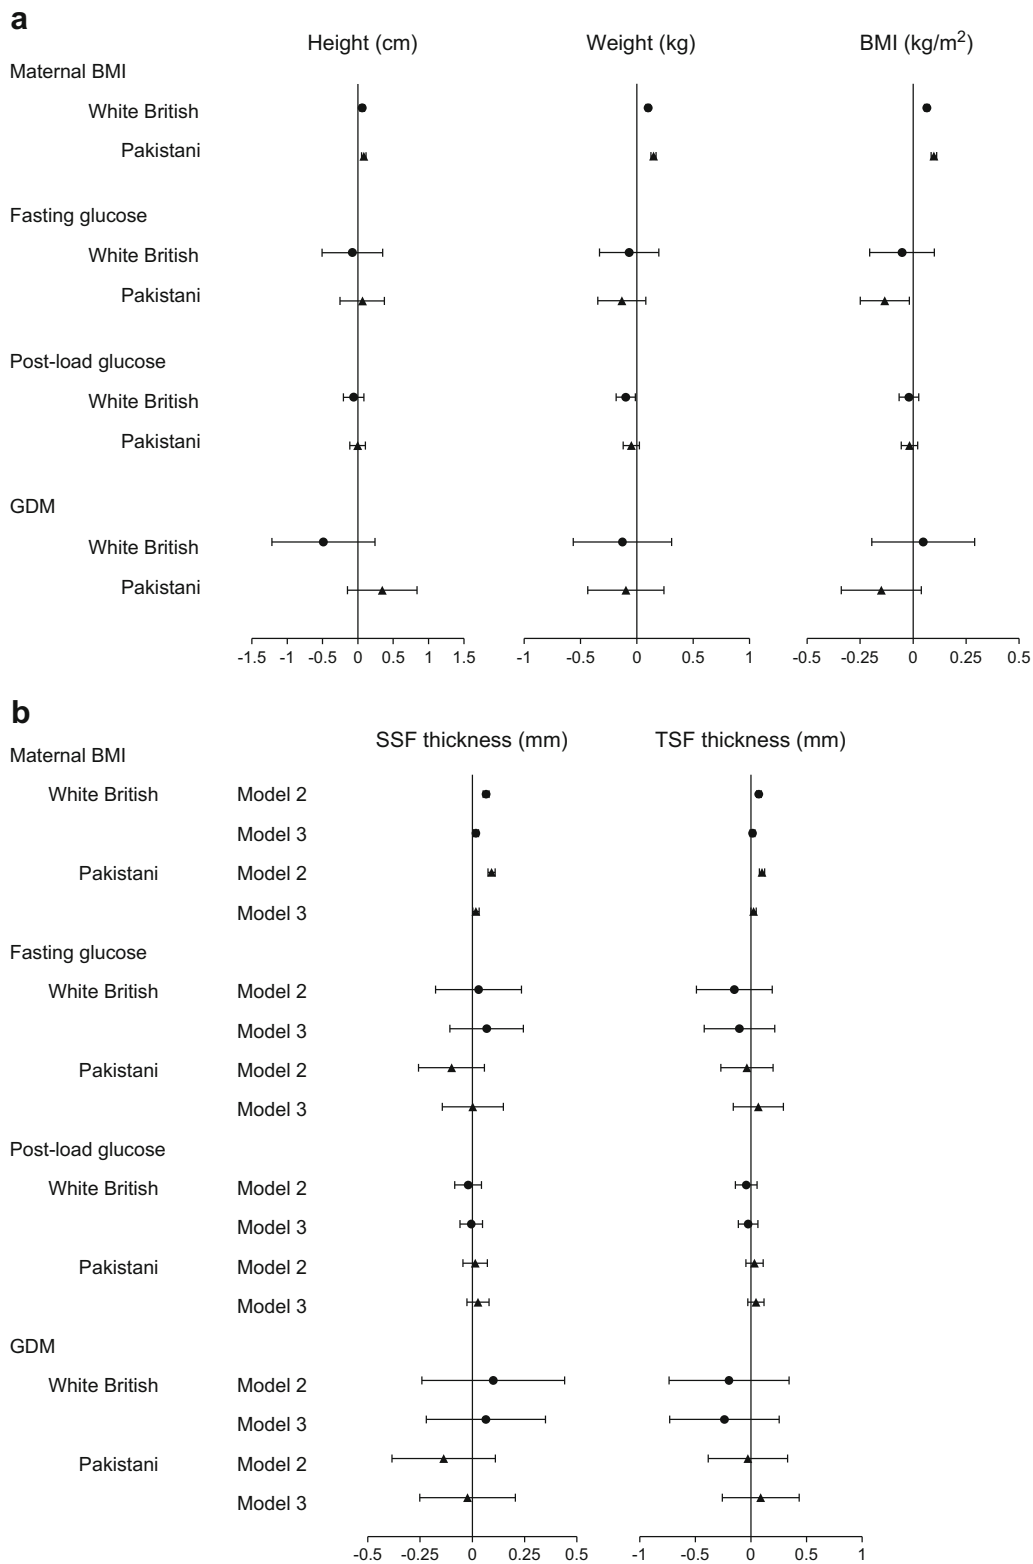 a
Height (cm) Weight (kg) BMI (kg/m²)
Maternal BMI
White British
Pakistani
Fasting glucose
White British
Pakistani
Post-load glucose
White British
Pakistani
GDM
White British
Pakistani
-1.5 -1 -0.5 0 0.5 1 1.5 -1 -0.5 0 0.5 1 -0.5 -0.25 0 0.25 0.5
b
SSF thickness (mm) TSF thickness (mm)
Maternal BMI
White British Model 2
Model 3
Pakistani Model 2
Model 3
Fasting glucose
White British Model 2
Model 3
Pakistani Model 2
Model 3
Post-load glucose
White British Model 2
Model 3
Pakistani Model 2
Model 3
GDM
White British Model 2
Model 3
Pakistani Model 2
Model 3
-0.5 -0.25 0 0.25 0.5 -1 -0.5 0 0.5 1